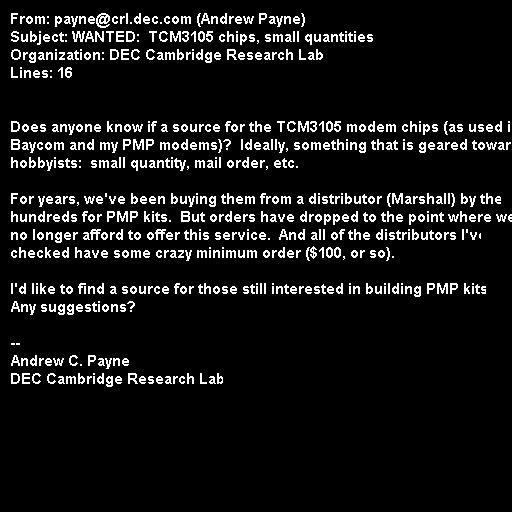 From: payne@crl.dec.com (Andrew Payne)
Subject: WANTED:  TCM3105 chips, small quantities
Organization: DEC Cambridge Research Lab
Lines: 16
Does anyone know if a source for the TCM3105 modem chips (as used i
Baycom and my PMP modems)?  Ideally, something that is geared towar
hobbyists:  small quantity, mail order, etc.
For years, we've been buying them from a distributor (Marshall) by the
hundreds for PMP kits.  But orders have dropped to the point where we
no longer afford to offer this service.  And all of the distributors I've
checked have some crazy minimum order ($100, or so).
I'd like to find a source for those still interested in building PMP kits
Any suggestions?
--
Andrew C. Payne
DEC Cambridge Research Lab